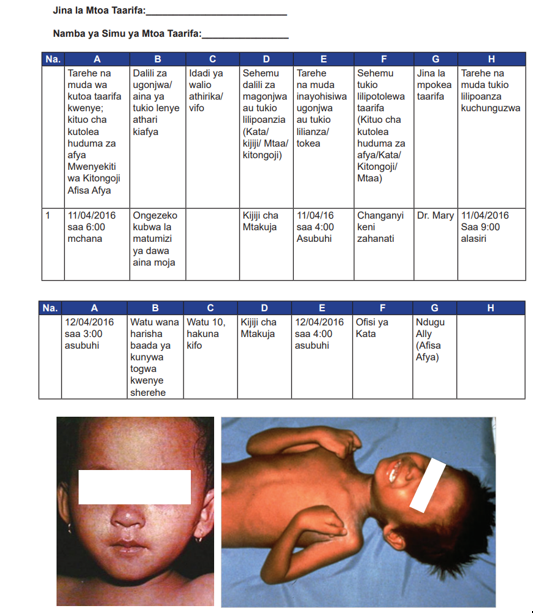 Jina la Mtoa Taarifa:___________________________
Namba ya Simu ya Mtoa Taarifa:________________
Na. A B C D E F G H
Tarehe na muda wa kutoa taarifa kwenye; kituo cha kutolea huduma za afya Mwenyekiti wa Kitongoji Afisa Afya
Dalili za ugonjwa/ aina ya tukio lenye athari kiafya
Idadi ya walio athirika/ vifo
Sehemu dalili za magonjwa au tukio lilipoanzia (Kata/ kijiji/ Mtaa/ kitongoji)
Tarehe na muda inayohisiwa ugonjwa au tukio lilianza/ tokea
Sehemu tukio lilipotolewa taarifa (Kituo cha kutolea huduma za afya/Kata/ Kitongoji/ Mtaa)
Jina la mpokea taarifa
Tarehe na muda tukio lilipoanza kuchunguzwa
1
11/04/2016 saa 6:00 mchana
Ongezeko kubwa la matumizi ya dawa aina moja
Kijiji cha Mtakuja
11/04/16 saa 4:00 Asubuhi
Changanyi keni zahanati
Dr. Mary
11/04/2016 Saa 9:00 alasiri
Na. A B C D E F G H
12/04/2016 saa 3:00 asubuhi
Watu wana harisha baada ya kunywa togwa kwenye sherehe
Watu 10, hakuna kifo
Kijiji cha Mtakuja
12/04/2016 saa 4:00 asubuhi
Ofisi ya Kata
Ndugu Ally (Afisa Afya)